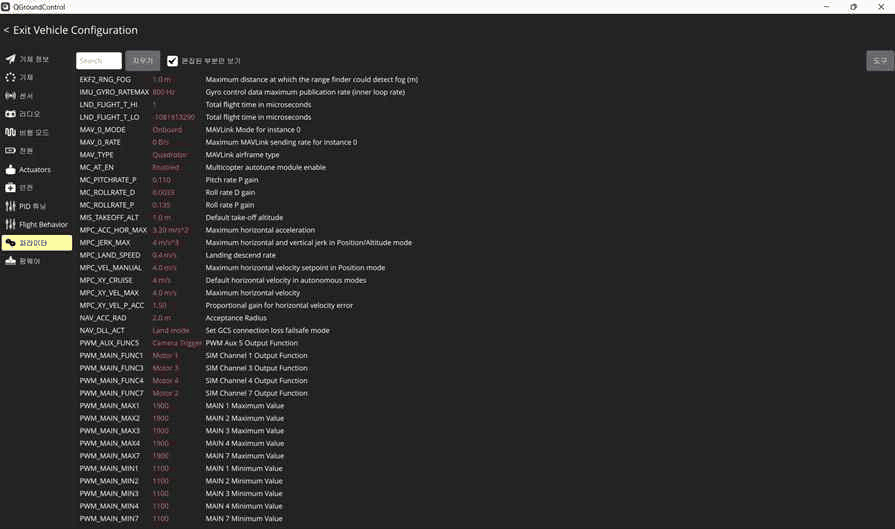 QGroundControl
< Exit Vehicle Configuration
기체 정보
기체
센서
라디오
비행 모드
전원
Actuators
안전
PID 튜닝
Flight Behavior
파라미터
펌웨어
Search 지우기 편집된 부분만 보기 도구
EKF2_RNG_FOG 1.0 m Maximum distance at which the range finder could detect fog (m)
IMU_GYRO_RATEMAX 800 Hz Gyro control data maximum publication rate (inner loop rate)
LND_FLIGHT_T_HI 1 Total flight time in microseconds
LND_FLIGHT_T_LO -1081613290 Total flight time in microseconds
MAV_0_MODE Onboard MAVLink Mode for instance 0
MAV_0_RATE 0 B/s Maximum MAVLink sending rate for instance 0
MAV_TYPE Quadrotor MAVLink airframe type
MC_AT_EN Enabled Multicopter autotune module enable
MC_PITCHRATE_P 0.110 Pitch rate P gain
MC_ROLLRATE_D 0.0033 Roll rate D gain
MC_ROLLRATE_P 0.135 Roll rate P gain
MIS_TAKEOFF_ALT 1.0 m Default take-off altitude
MPC_ACC_HOR_MAX 3.20 m/s^2 Maximum horizontal acceleration
MPC_JERK_MAX 4 m/s^3 Maximum horizontal and vertical jerk in Position/Altitude mode
MPC_LAND_SPEED 0.4 m/s Landing descend rate
MPC_VEL_MANUAL 4.0 m/s Maximum horizontal velocity setpoint in Position mode
MPC_XY_CRUISE 4 m/s Default horizontal velocity in autonomous modes
MPC_XY_VEL_MAX 4.0 m/s Maximum horizontal velocity
MPC_XY_VEL_P_ACC 1.50 Proportional gain for horizontal velocity error
NAV_ACC_RAD 2.0 m Acceptance Radius
NAV_DLL_ACT Land mode Set GCS connection loss failsafe mode
PWM_AUX_FUNC5 Camera Trigger PWM Aux 5 Output Function
PWM_MAIN_FUNC1 Motor 1 SIM Channel 1 Output Function
PWM_MAIN_FUNC3 Motor 3 SIM Channel 3 Output Function
PWM_MAIN_FUNC4 Motor 4 SIM Channel 4 Output Function
PWM_MAIN_FUNC7 Motor 2 SIM Channel 7 Output Function
PWM_MAIN_MAX1 1900 MAIN 1 Maximum Value
PWM_MAIN_MAX2 1900 MAIN 2 Maximum Value
PWM_MAIN_MAX3 1900 MAIN 3 Maximum Value
PWM_MAIN_MAX4 1900 MAIN 4 Maximum Value
PWM_MAIN_MAX7 1900 MAIN 7 Maximum Value
PWM_MAIN_MIN1 1100 MAIN 1 Minimum Value
PWM_MAIN_MIN2 1100 MAIN 2 Minimum Value
PWM_MAIN_MIN3 1100 MAIN 3 Minimum Value
PWM_MAIN_MIN4 1100 MAIN 4 Minimum Value
PWM_MAIN_MIN7 1100 MAIN 7 Minimum Value